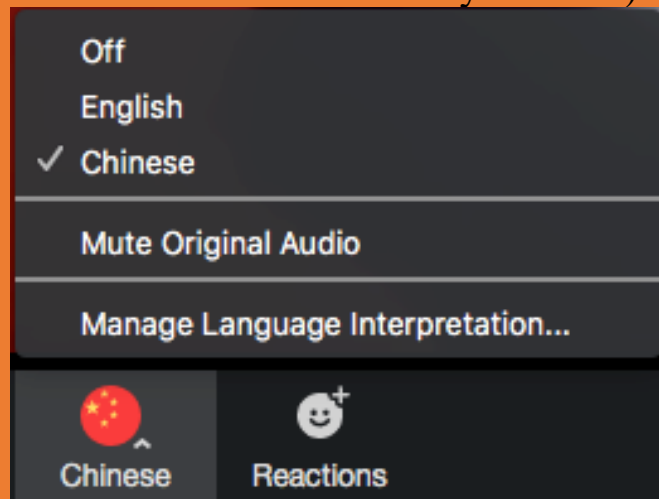 Off
English
Chinese
Mute Original Audio
Manage Language Interpretation...
Chinese
Reactions